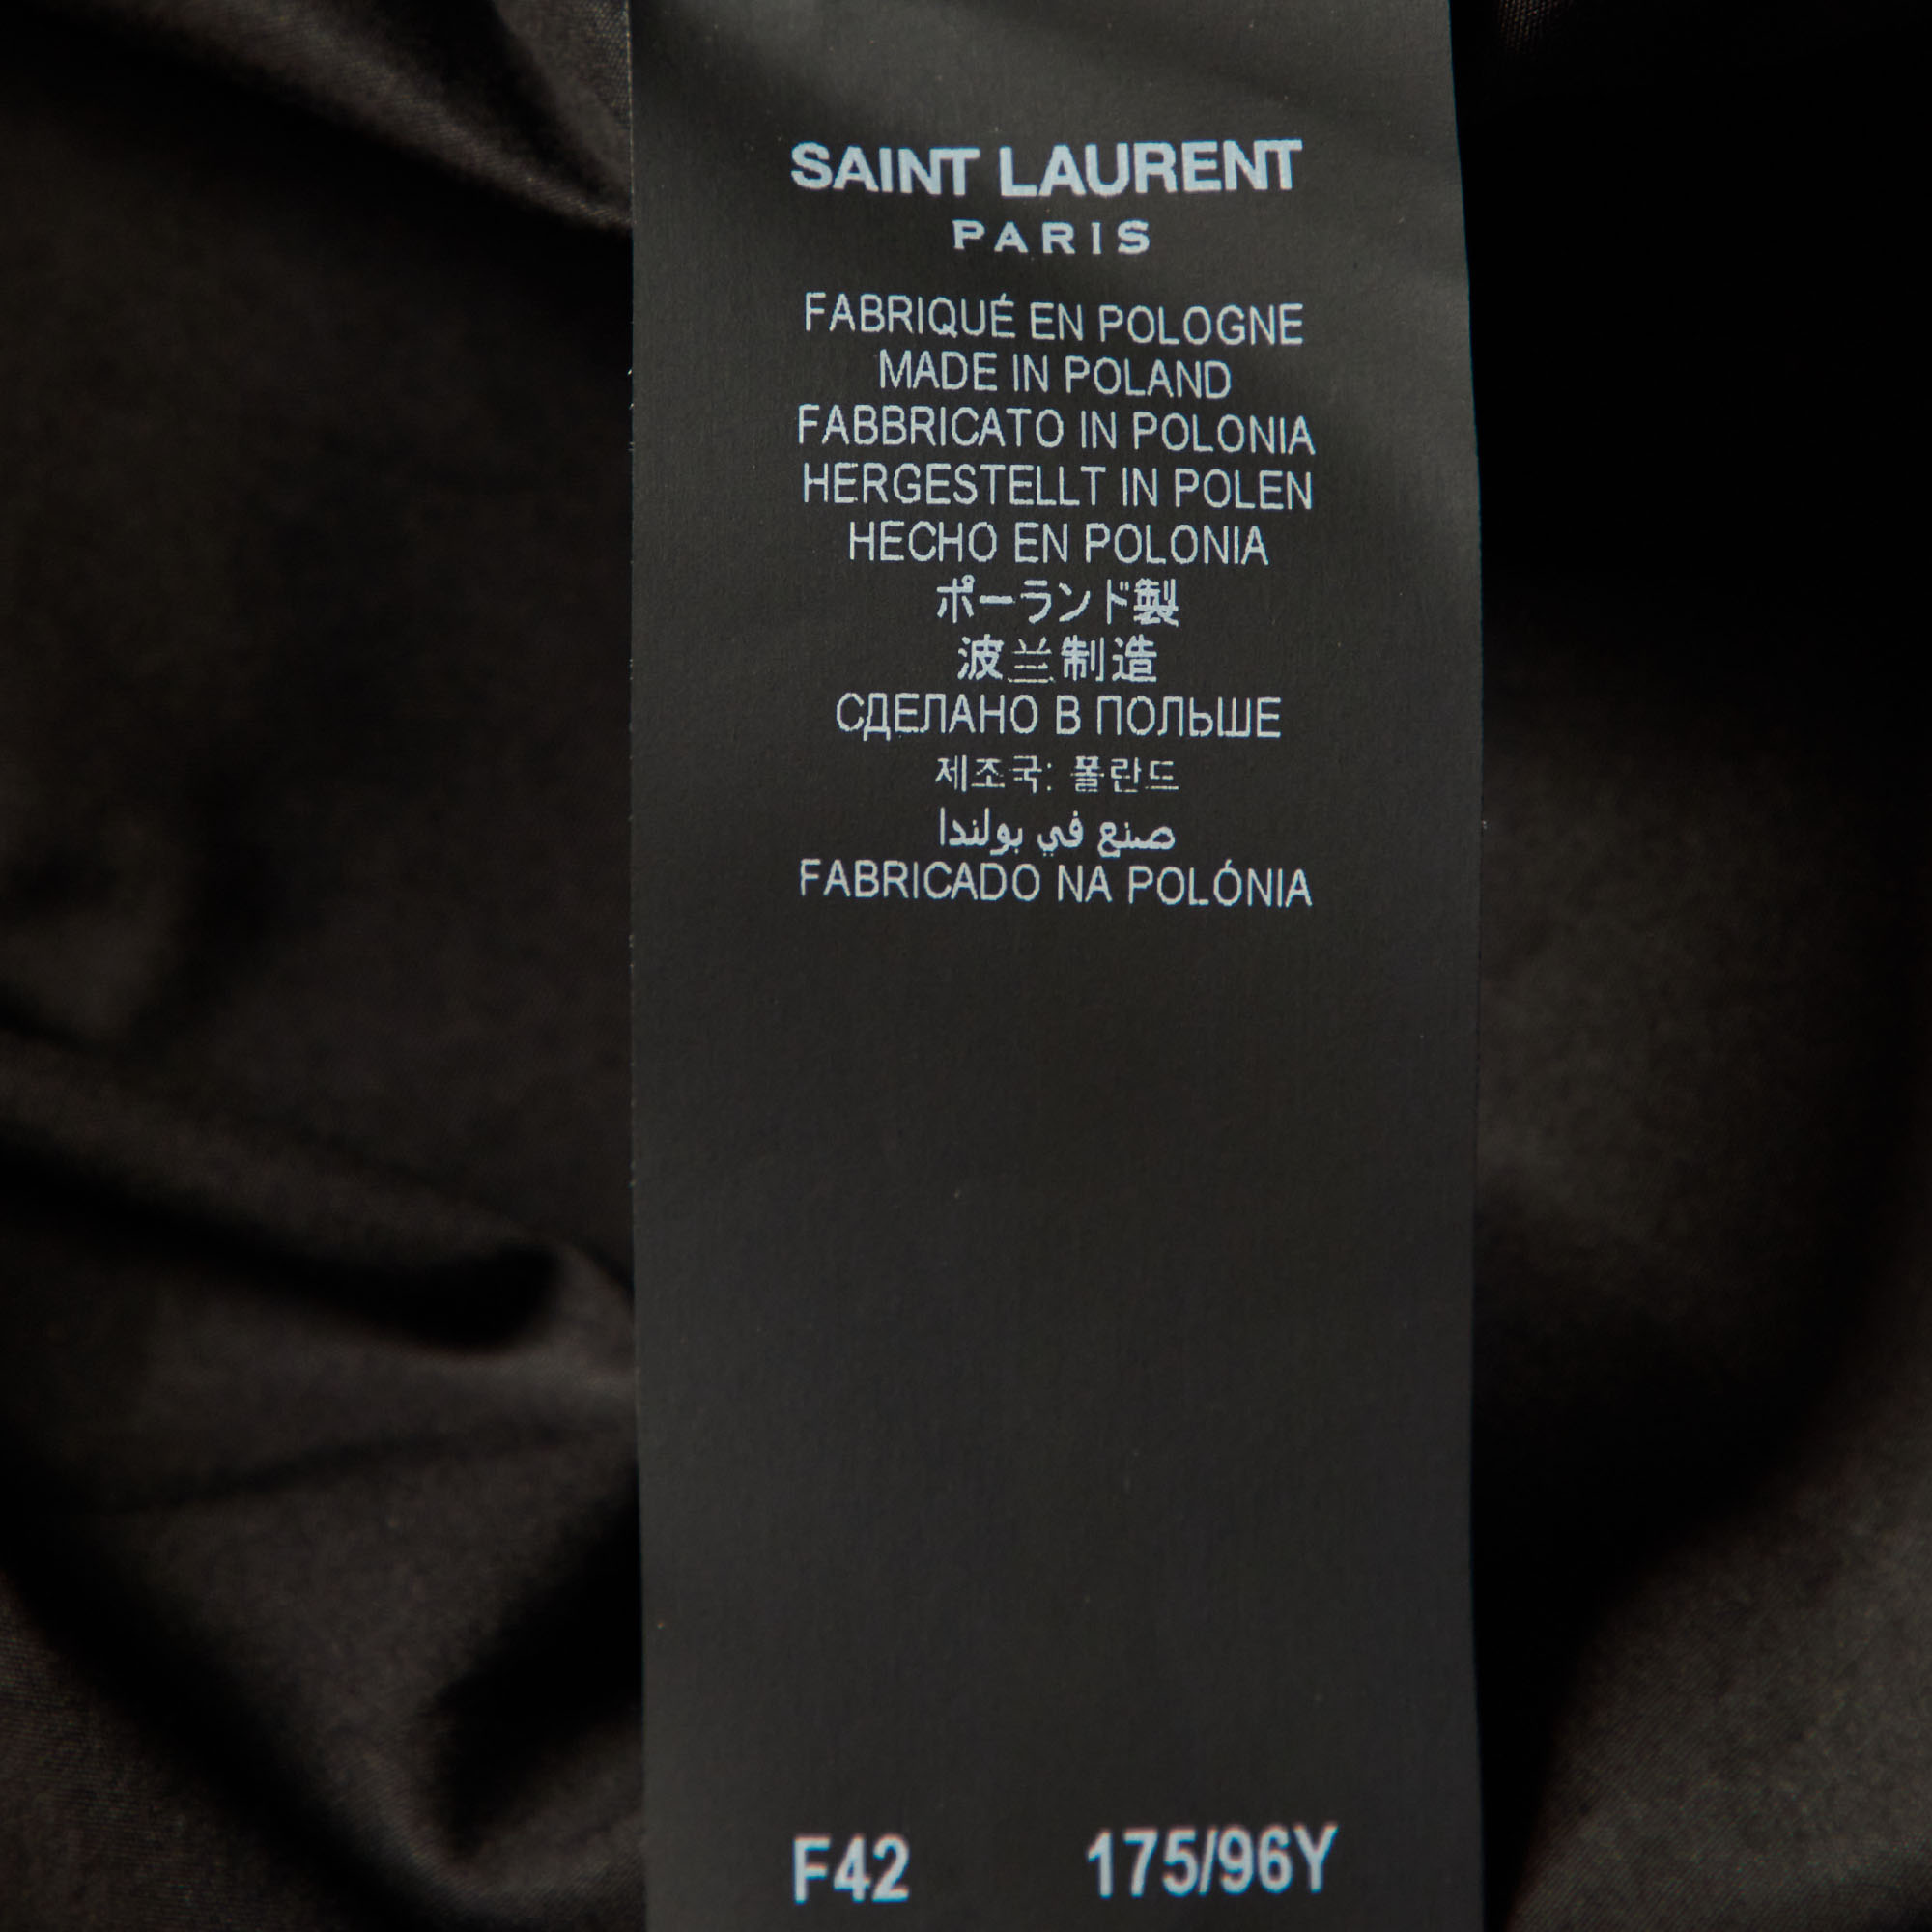 SAINT LAURENT
PARIS
FABRIQUÉ EN POLOGNE
MADE IN POLAND
FABBRICATO IN POLONIA
HERGESTELLT IN POLEN
HECHO EN POLONIA
ポーランド製
波兰制造
СДЕЛАНО В ПОЛЬШЕ
제조국: 폴란드
صنع في بولندا
FABRICADO NA POLÓNIA
F42 175/96Y